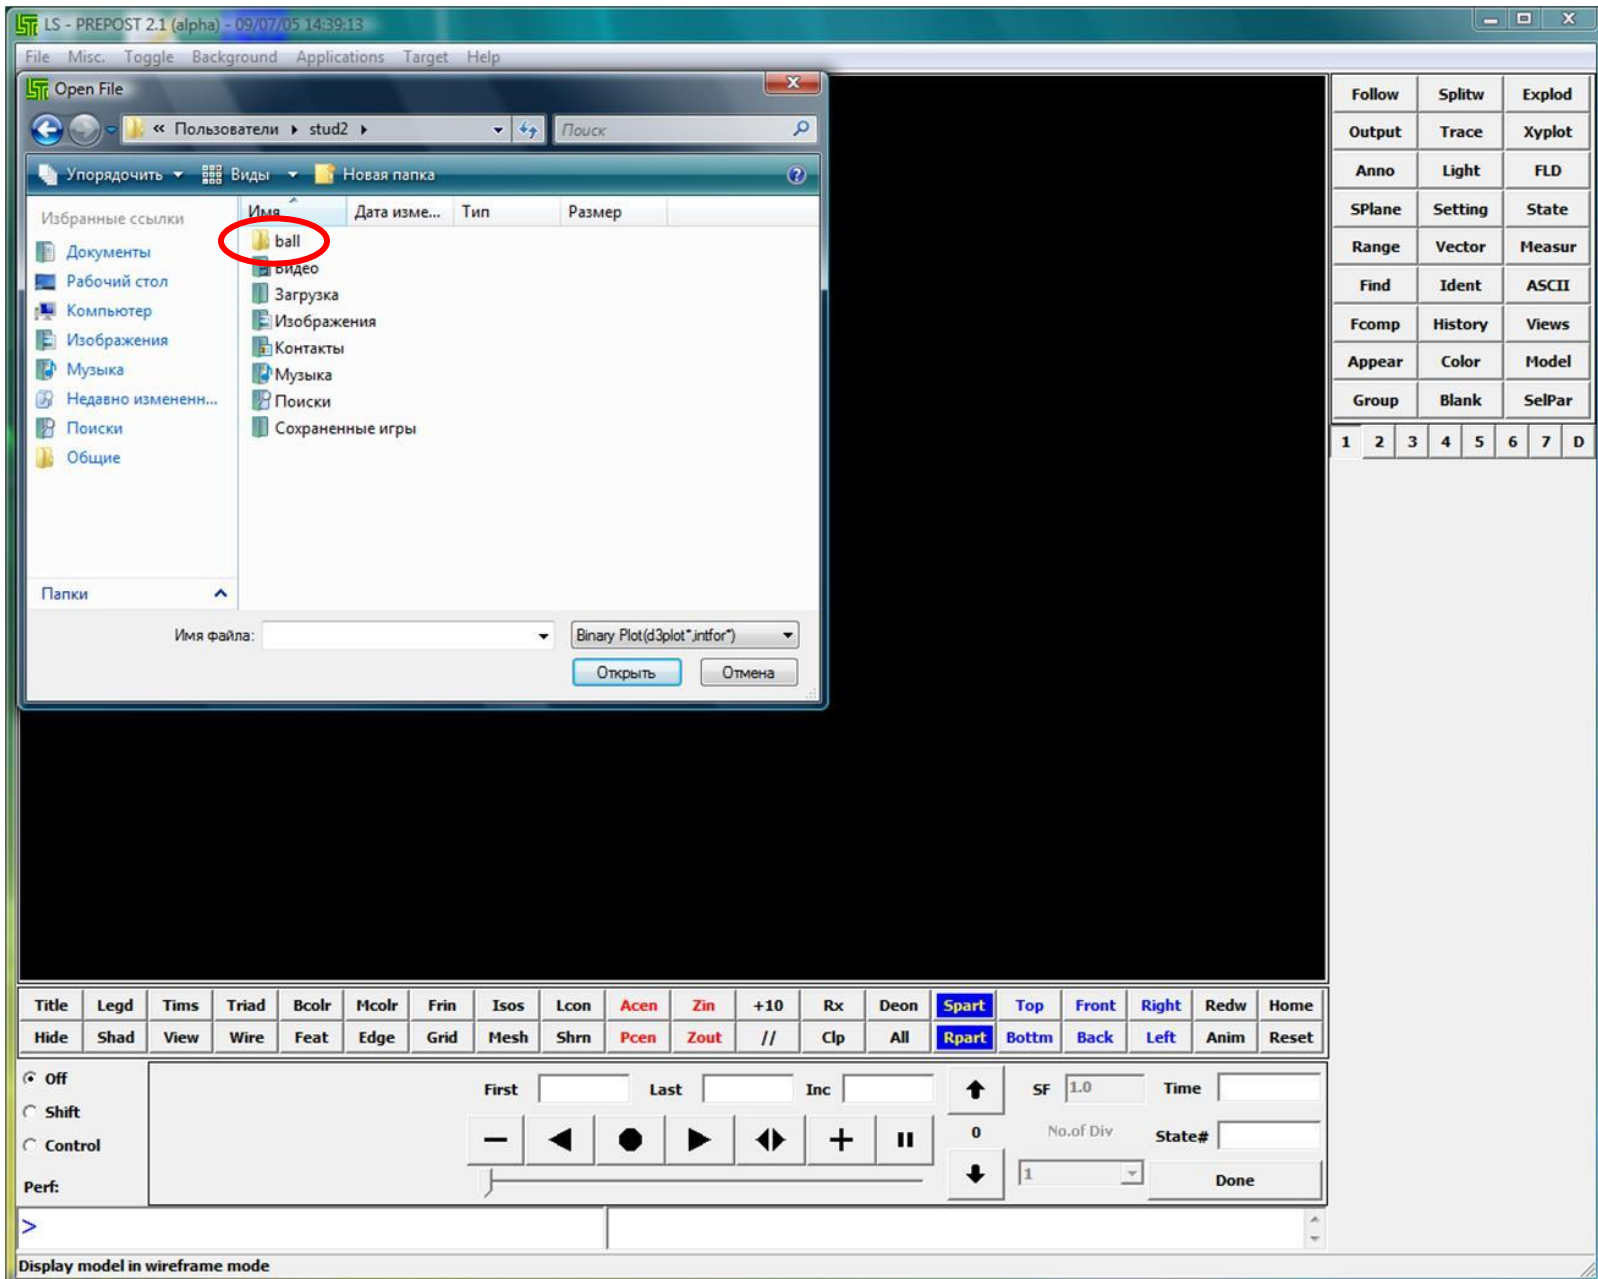 LS - PREPOST 2.1 (alpha) - 09/07/05 14:39:13
File Misc. Toggle Background Applications Target Help
Open File
« Пользователи stud2
Поиск
Упорядочить Виды Новая папка
Избранные ссылки
Документы
Рабочий стол
Компьютер
Изображения
Музыка
Недавно измененн...
Поиски
Общие
Папки
Имя Дата изме... Тип Размер
ball
Видео
Загрузка
Изображения
Контакты
Музыка
Поиски
Сохраненные игры
Имя файла:
Binary Plot(d3plot*,intfor*)
Открыть Отмена
Follow Splitw Explod
Output Trace Xyplot
Anno Light FLD
SPlane Setting State
Range Vector Measur
Find Ident ASCII
Fcomp History Views
Appear Color Model
Group Blank SelPar
1 2 3 4 5 6 7 D
Title Legd Tims Triad Bcolr Mcolr Frin Isos Lcon Acen Zin +10 Rx Deon Spart Top Front Right Redw Home
Hide Shad View Wire Feat Edge Grid Mesh Shrn Pcen Zout // Clp All Rpart Bottm Back Left Anim Reset
Off
Shift
Control
Perf:
First Last Inc
0
SF 1.0 Time
No.of Div State#
1 Done
>
Display model in wireframe mode